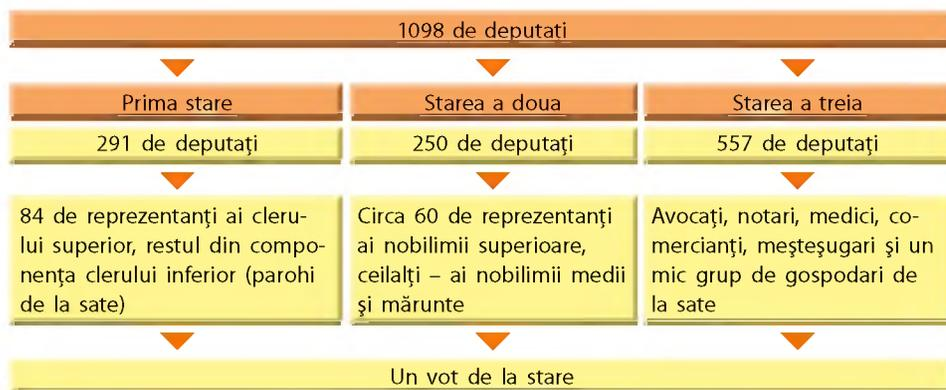 1098 de deputați
Prima stare
Starea a doua
Starea a treia
291 de deputați
250 de deputați
557 de deputați
84 de reprezentanți ai cleru-
lui superior, restul din compo-
nența clerului inferior (parohi
de la sate)
Circa 60 de reprezentanți
ai nobilimii superioare,
ceilalți – ai nobilimii medii
și mărunte
Avocați, notari, medici, co-
mercianți, meșteșugari și un
mic grup de gospodari de
la sate
Un vot de la stare